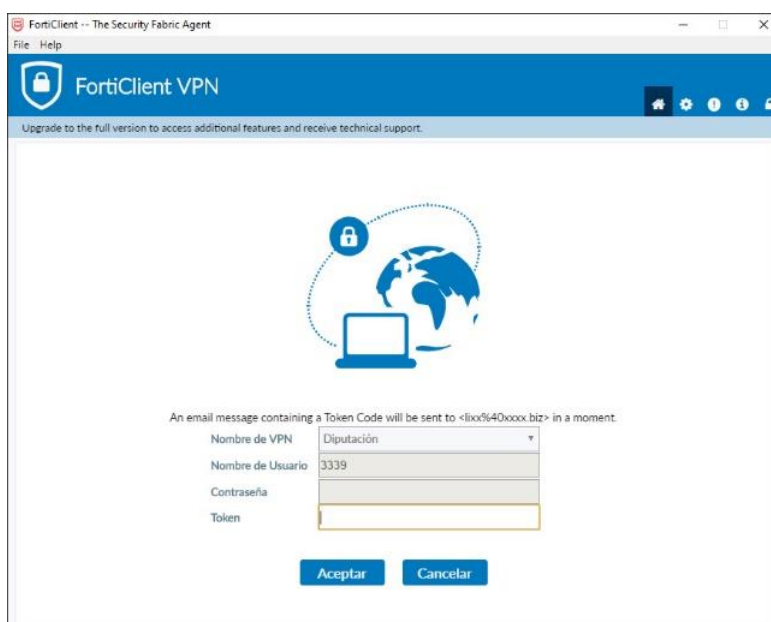 FortiClient -- The Security Fabric Agent
File Help
FortiClient VPN
Upgrade to the full version to access additional features and receive technical support.
An email message containing a Token Code will be sent to <lixx%40xxxx.biz> in a moment.
Nombre de VPN Diputación
Nombre de Usuario 3339
Contraseña
Token
Aceptar Cancelar